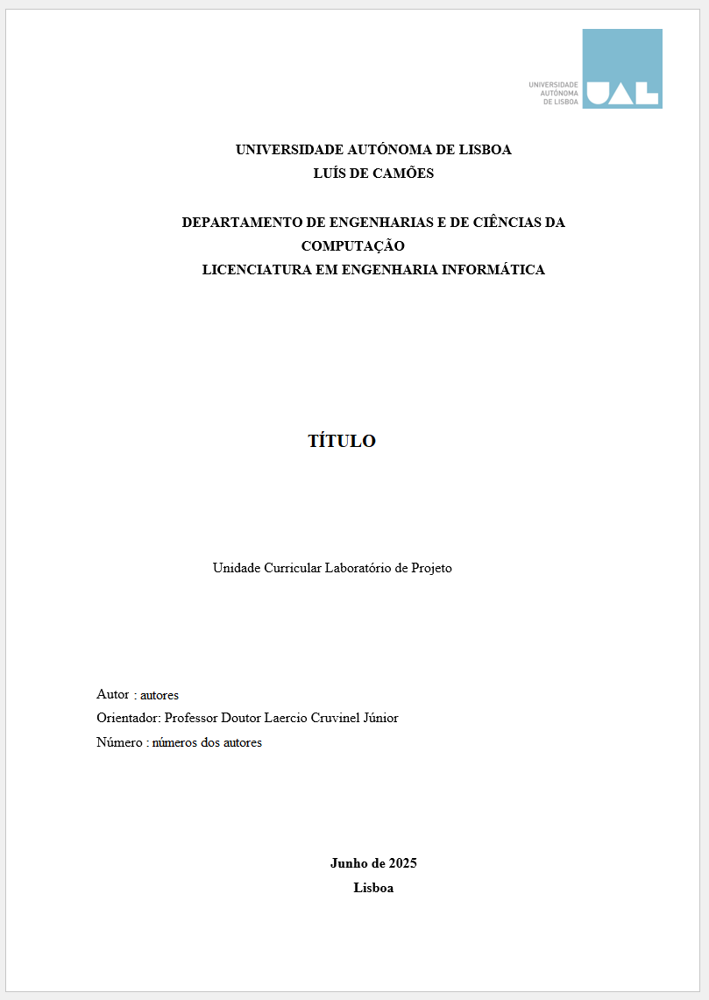 UNIVERSIDADE
AUTÓNOMA
DE LISBOA
UAL
UNIVERSIDADE AUTÓNOMA DE LISBOA
LUÍS DE CAMÕES
DEPARTAMENTO DE ENGENHARIAS E DE CIÊNCIAS DA
COMPUTAÇÃO
LICENCIATURA EM ENGENHARIA INFORMÁTICA
TÍTULO
Unidade Curricular Laboratório de Projeto
Autor : autores
Orientador: Professor Doutor Laercio Cruvinel Júnior
Número : números dos autores
Junho de 2025
Lisboa